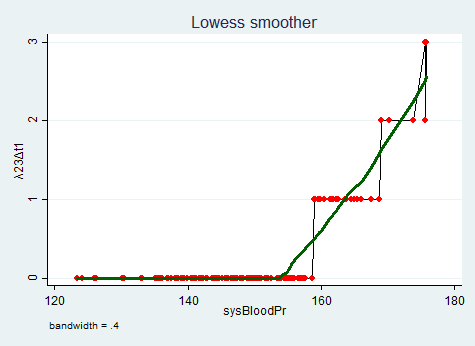 Lowess smoother
3
2
1
0
λ23Δt1
120 140 160 180
sysBloodPr
bandwidth = .4